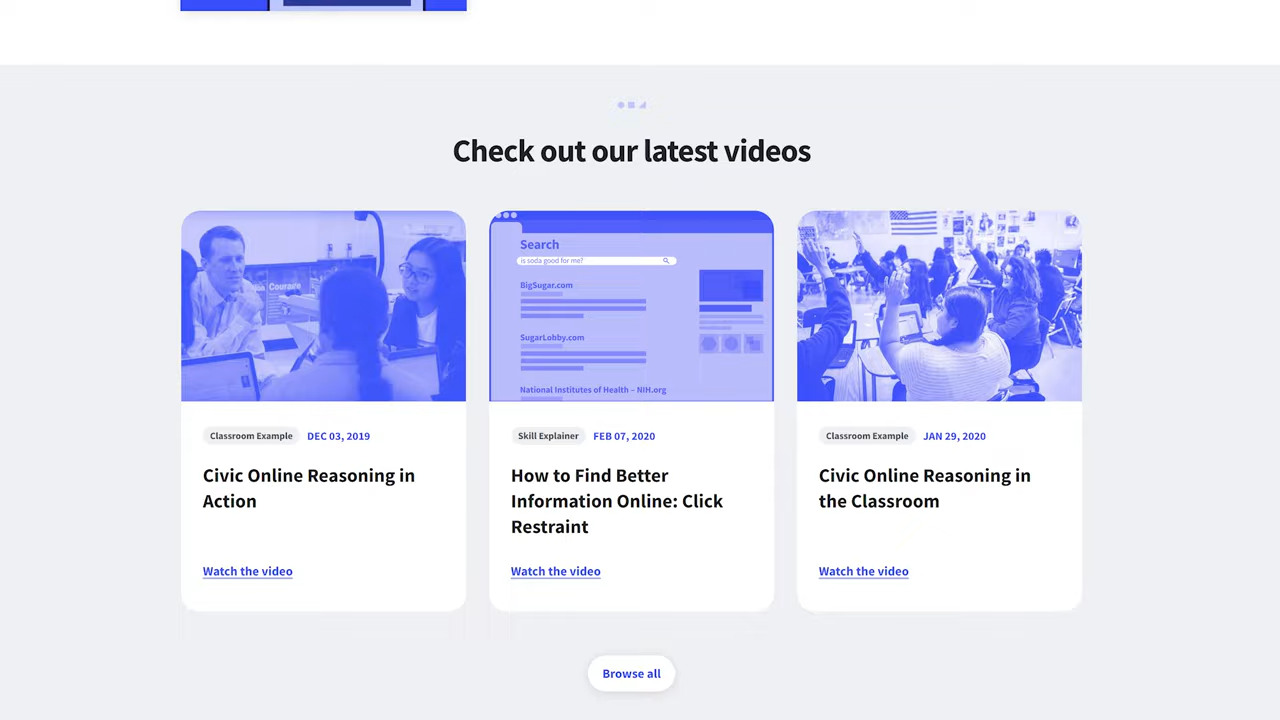 Check out our latest videos
Courage
Search
is soda good for me?
BigSugar.com
SugarLobby.com
National Institutes of Health – NIH.org
Classroom Example DEC 03, 2019
Civic Online Reasoning in
Action
Watch the video
Skill Explainer FEB 07, 2020
How to Find Better
Information Online: Click
Restraint
Watch the video
Classroom Example JAN 29, 2020
Civic Online Reasoning in
the Classroom
Watch the video
Browse all